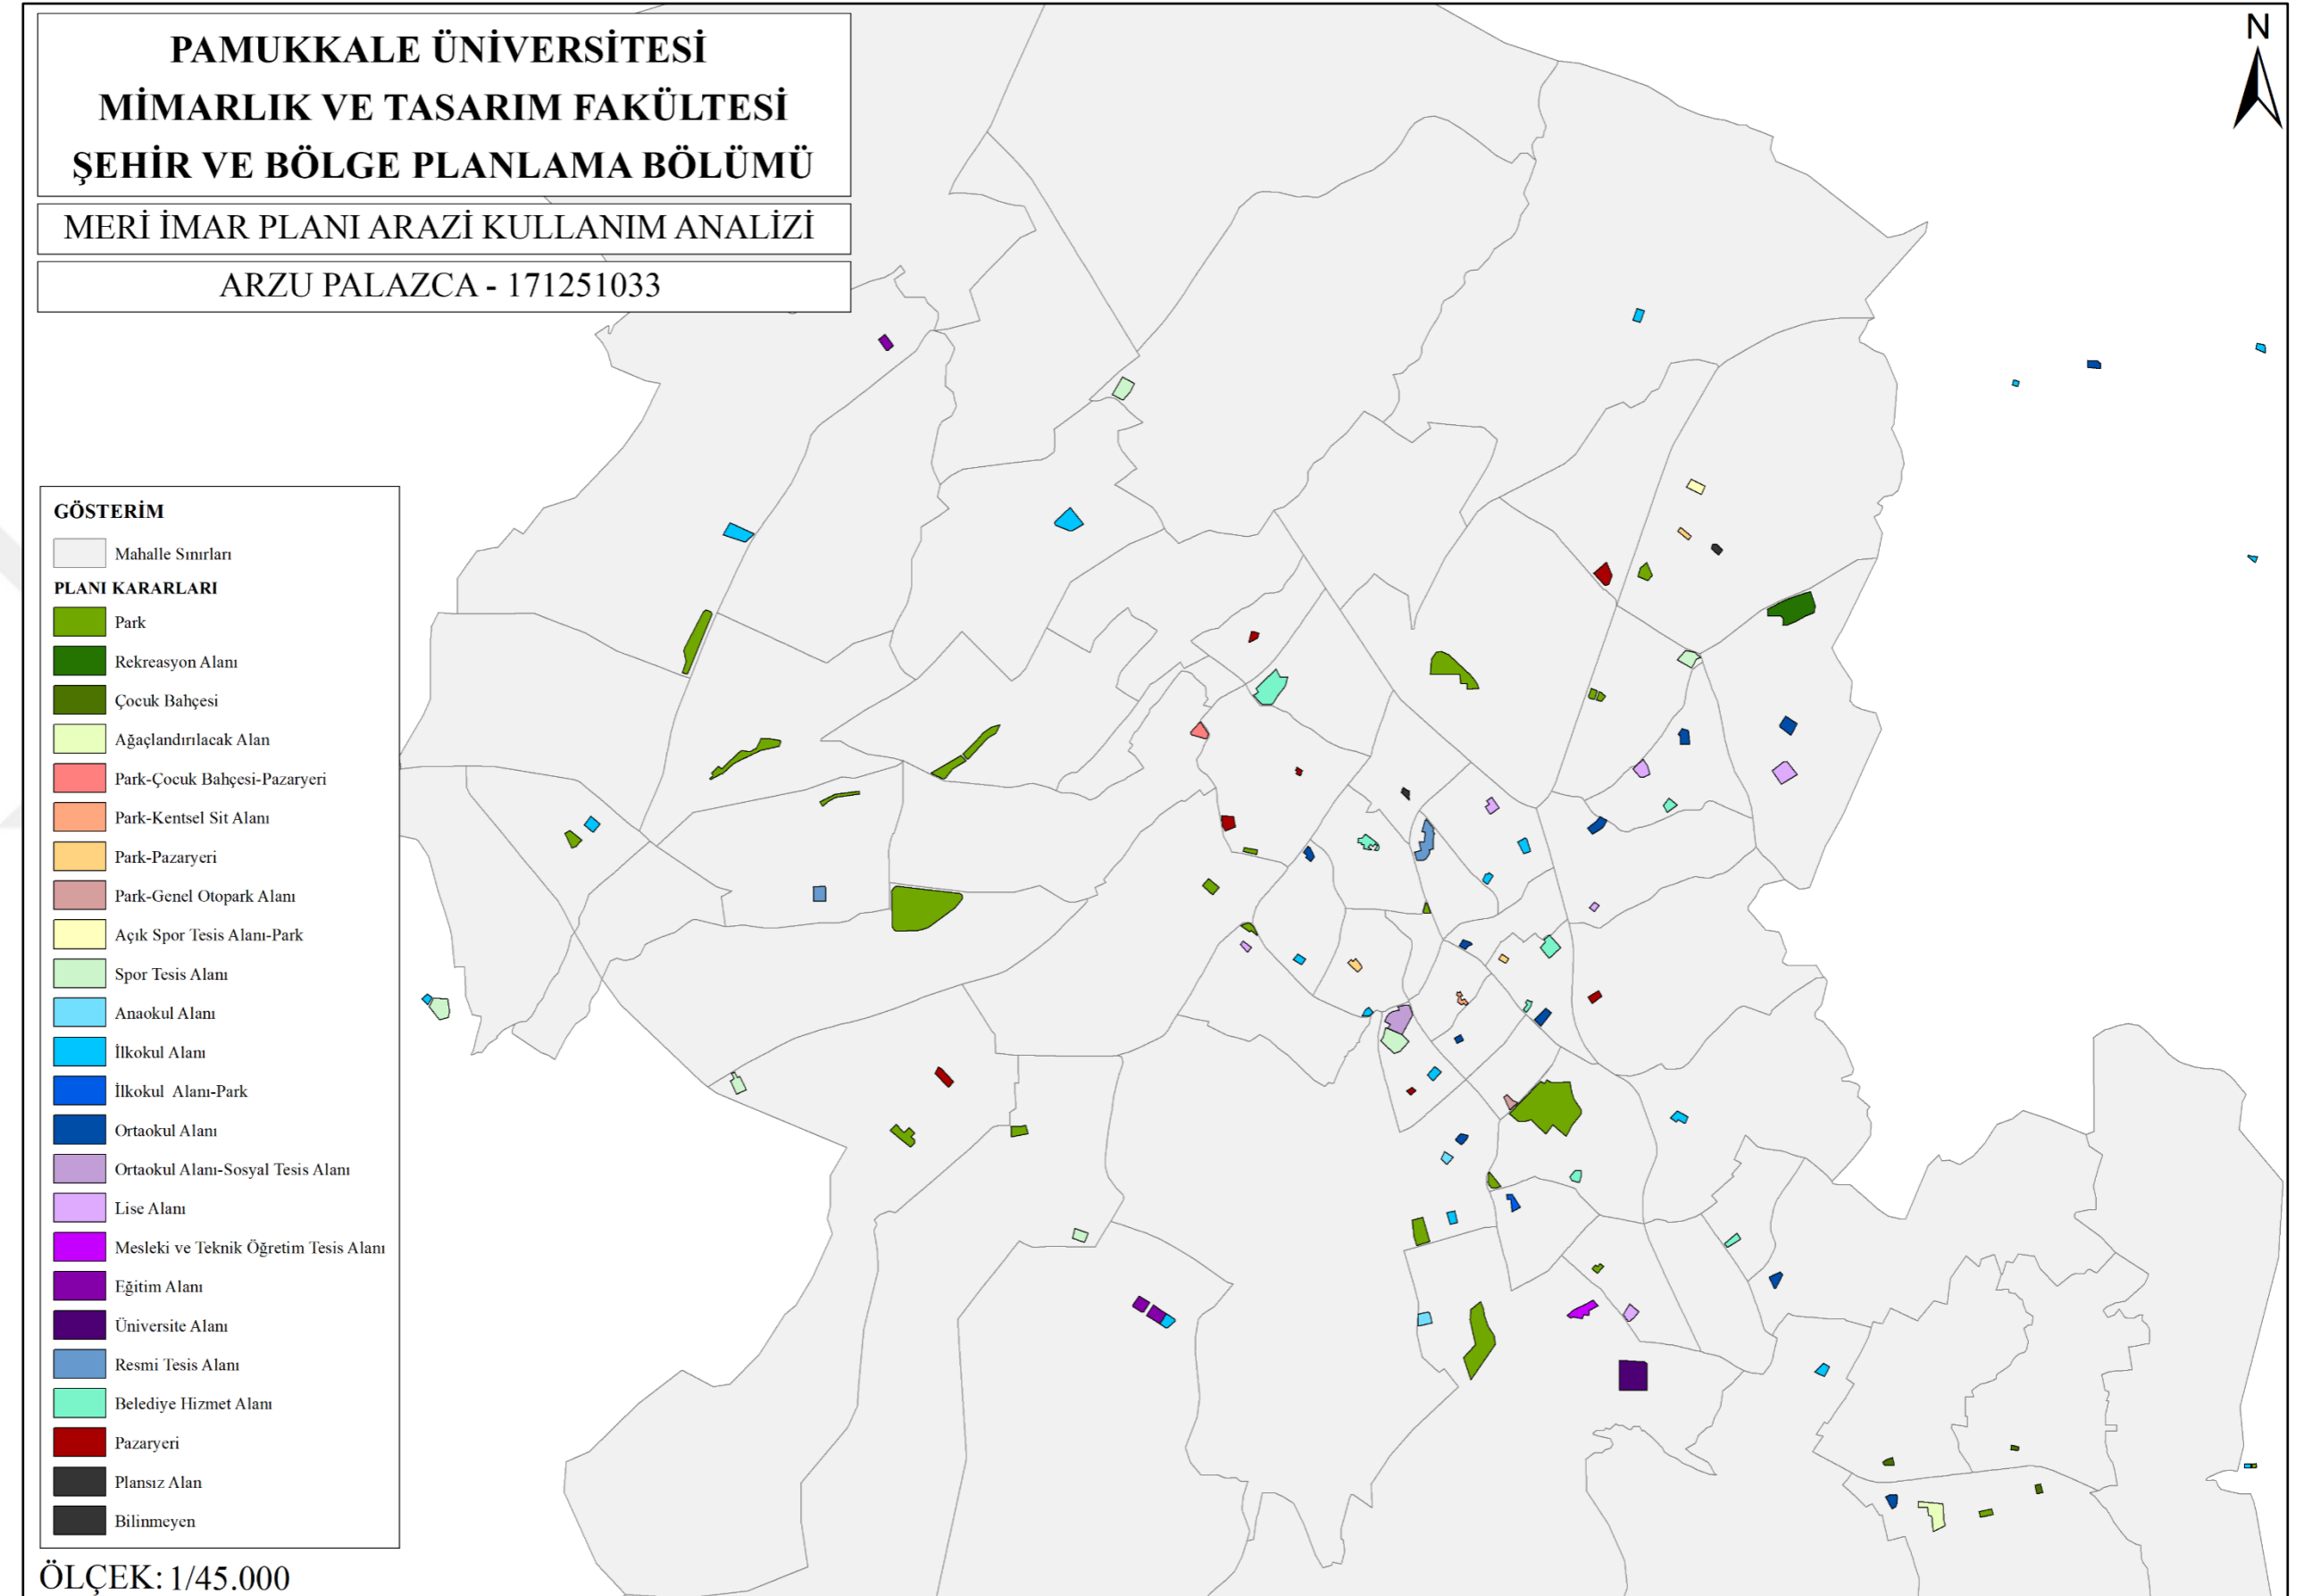 PAMUKKALE ÜNİVERSİTESİ
MİMARLIK VE TASARIM FAKÜLTESİ
ŞEHİR VE BÖLGE PLANLAMA BÖLÜMÜ
MERİ İMAR PLANI ARAZİ KULLANIM ANALİZİ
ARZU PALAZCA - 171251033
N
GÖSTERİM
Mahalle Sınırları
PLANI KARARLARI
Park
Rekreasyon Alanı
Çocuk Bahçesi
Ağaçlandırılacak Alan
Park-Çocuk Bahçesi-Pazaryeri
Park-Kentsel Sit Alanı
Park-Pazaryeri
Park-Genel Otopark Alanı
Açık Spor Tesis Alanı-Park
Spor Tesis Alanı
Anaokul Alanı
İlkokul Alanı
İlkokul Alanı-Park
Ortaokul Alanı
Ortaokul Alanı-Sosyal Tesis Alanı
Lise Alanı
Mesleki ve Teknik Öğretim Tesis Alanı
Eğitim Alanı
Üniversite Alanı
Resmi Tesis Alanı
Belediye Hizmet Alanı
Pazaryeri
Plansız Alan
Bilinmeyen
ÖLÇEK: 1/45.000